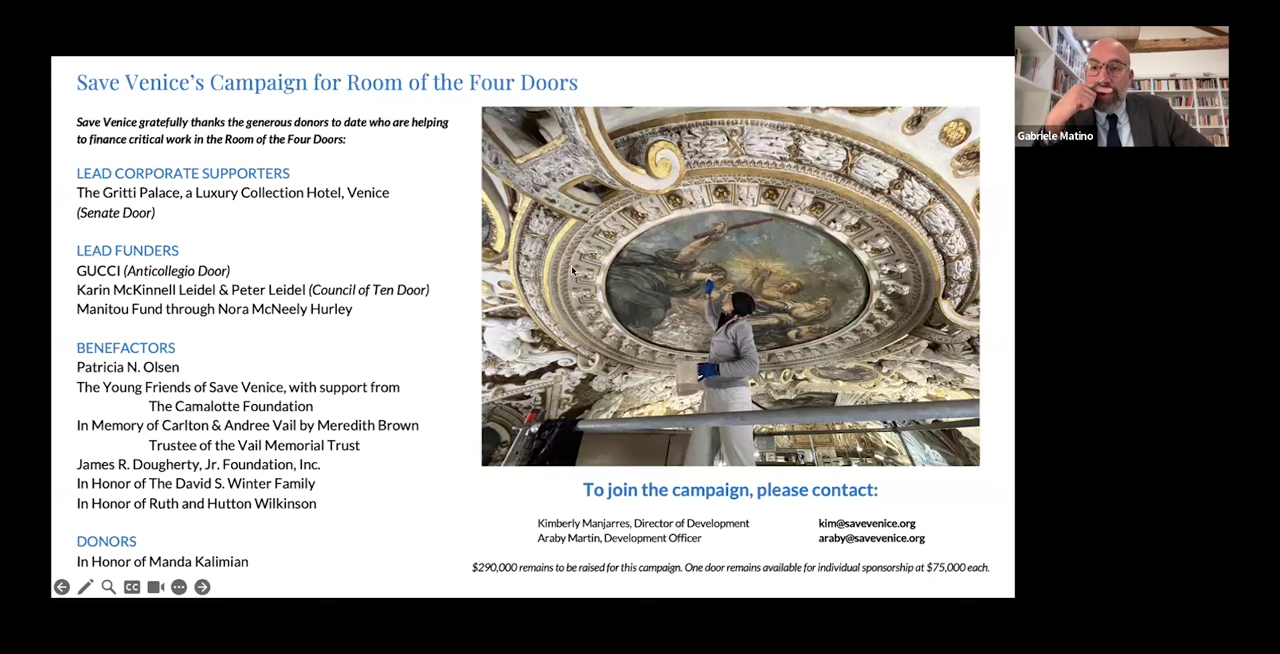 Save Venice's Campaign for Room of the Four Doors
Save Venice gratefully thanks the generous donors to date who are helping
to finance critical work in the Room of the Four Doors:
LEAD CORPORATE SUPPORTERS
The Gritti Palace, a Luxury Collection Hotel, Venice
(Senate Door)
LEAD FUNDERS
GUCCI (Anticollegio Door)
Karin McKinnell Leidel & Peter Leidel (Council of Ten Door)
Manitou Fund through Nora McNeely Hurley
BENEFACTORS
Patricia N. Olsen
The Young Friends of Save Venice, with support from
The Camalotte Foundation
In Memory of Carlton & Andree Vail by Meredith Brown
Trustee of the Vail Memorial Trust
James R. Dougherty, Jr. Foundation, Inc.
In Honor of The David S. Winter Family
In Honor of Ruth and Hutton Wilkinson
DONORS
In Honor of Manda Kalimian
To join the campaign, please contact:
Kimberly Manjarres, Director of Development kim@savevenice.org
Araby Martin, Development Officer araby@savevenice.org
$290,000 remains to be raised for this campaign. One door remains available for individual sponsorship at $75,000 each.
CC
Gabriele Matino